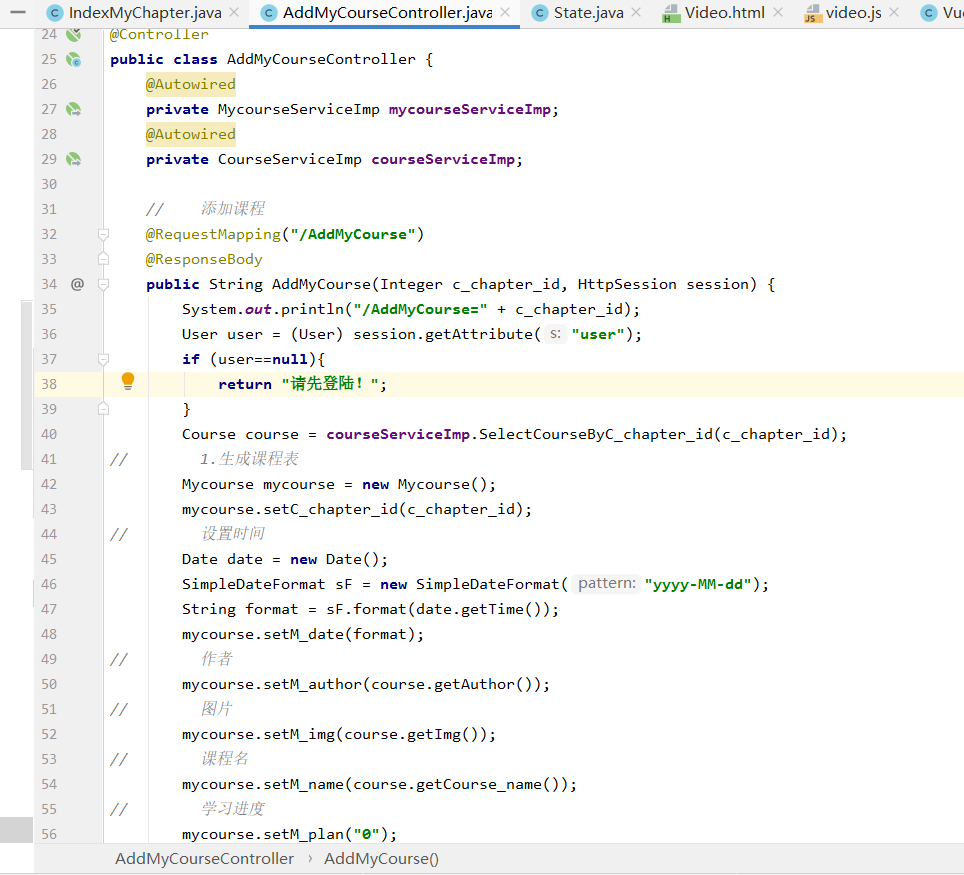 IndexMyChapter.java AddMyCourseController.java State.java Video.html video.js Vue
24 @Controller
25 public class AddMyCourseController {
26 @Autowired
27 private MycourseServiceImp mycourseServiceImp;
28 @Autowired
29 private CourseServiceImp courseServiceImp;
30
31 // 添加课程
32 @RequestMapping("/AddMyCourse")
33 @ResponseBody
34 @ public String AddMyCourse(Integer c_chapter_id, HttpSession session) {
35 System.out.println("/AddMyCourse=" + c_chapter_id);
36 User user = (User) session.getAttribute( s: "user");
37 if (user==null){
38 return "请先登陆！";
39 }
40 Course course = courseServiceImp.SelectCourseByC_chapter_id(c_chapter_id);
41 // 1.生成课程表
42 Mycourse mycourse = new Mycourse();
43 mycourse.setC_chapter_id(c_chapter_id);
44 // 设置时间
45 Date date = new Date();
46 SimpleDateFormat sF = new SimpleDateFormat( pattern: "yyyy-MM-dd");
47 String format = sF.format(date.getTime());
48 mycourse.setM_date(format);
49 // 作者
50 mycourse.setM_author(course.getAuthor());
51 // 图片
52 mycourse.setM_img(course.getImg());
53 // 课程名
54 mycourse.setM_name(course.getCourse_name());
55 // 学习进度
56 mycourse.setM_plan("0");
AddMyCourseController › AddMyCourse()